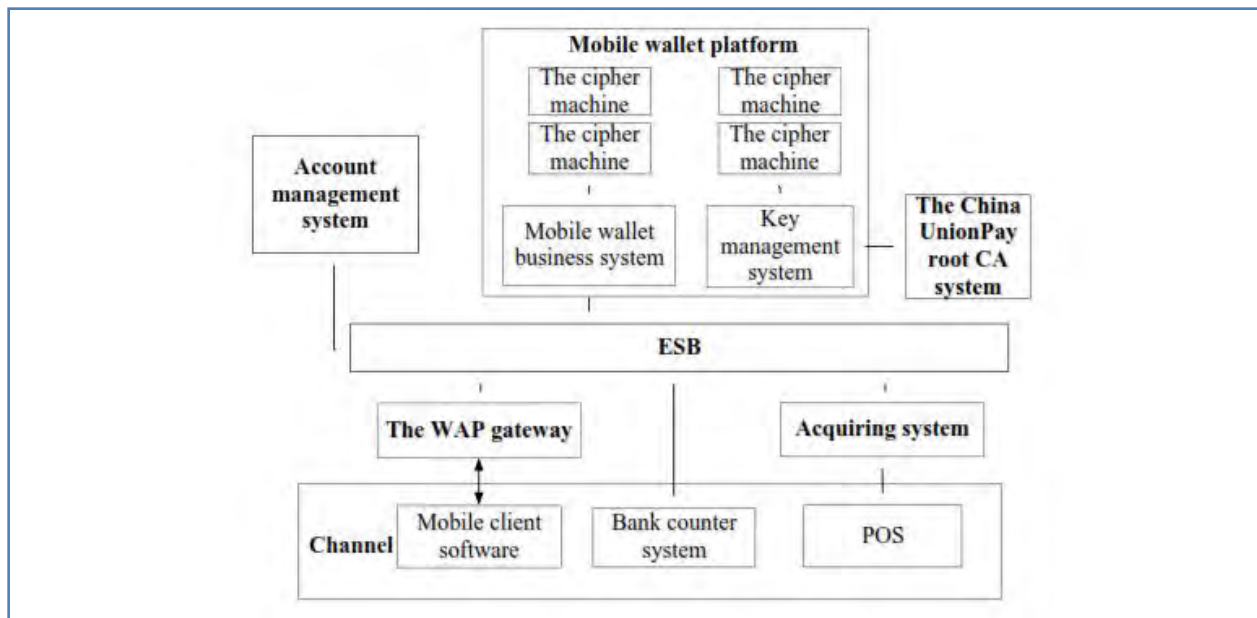 Mobile wallet platform
The cipher
machine
The cipher
machine
The cipher
machine
The cipher
machine
Account
management
system
Mobile wallet
business system
Key
management
system
The China
UnionPay
root CA
system
ESB
The WAP gateway
Acquiring system
Channel
Mobile client
software
Bank counter
system
POS